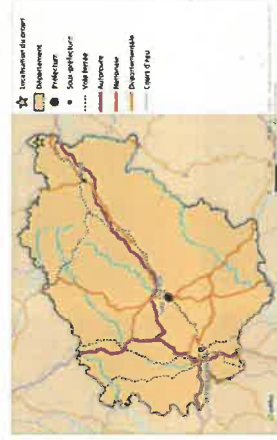 Localisation du projet
Département
Préfecture
Sous-préfecture
Voie ferrée
Autoroute
Nationale
Départementale
Cours d'eau